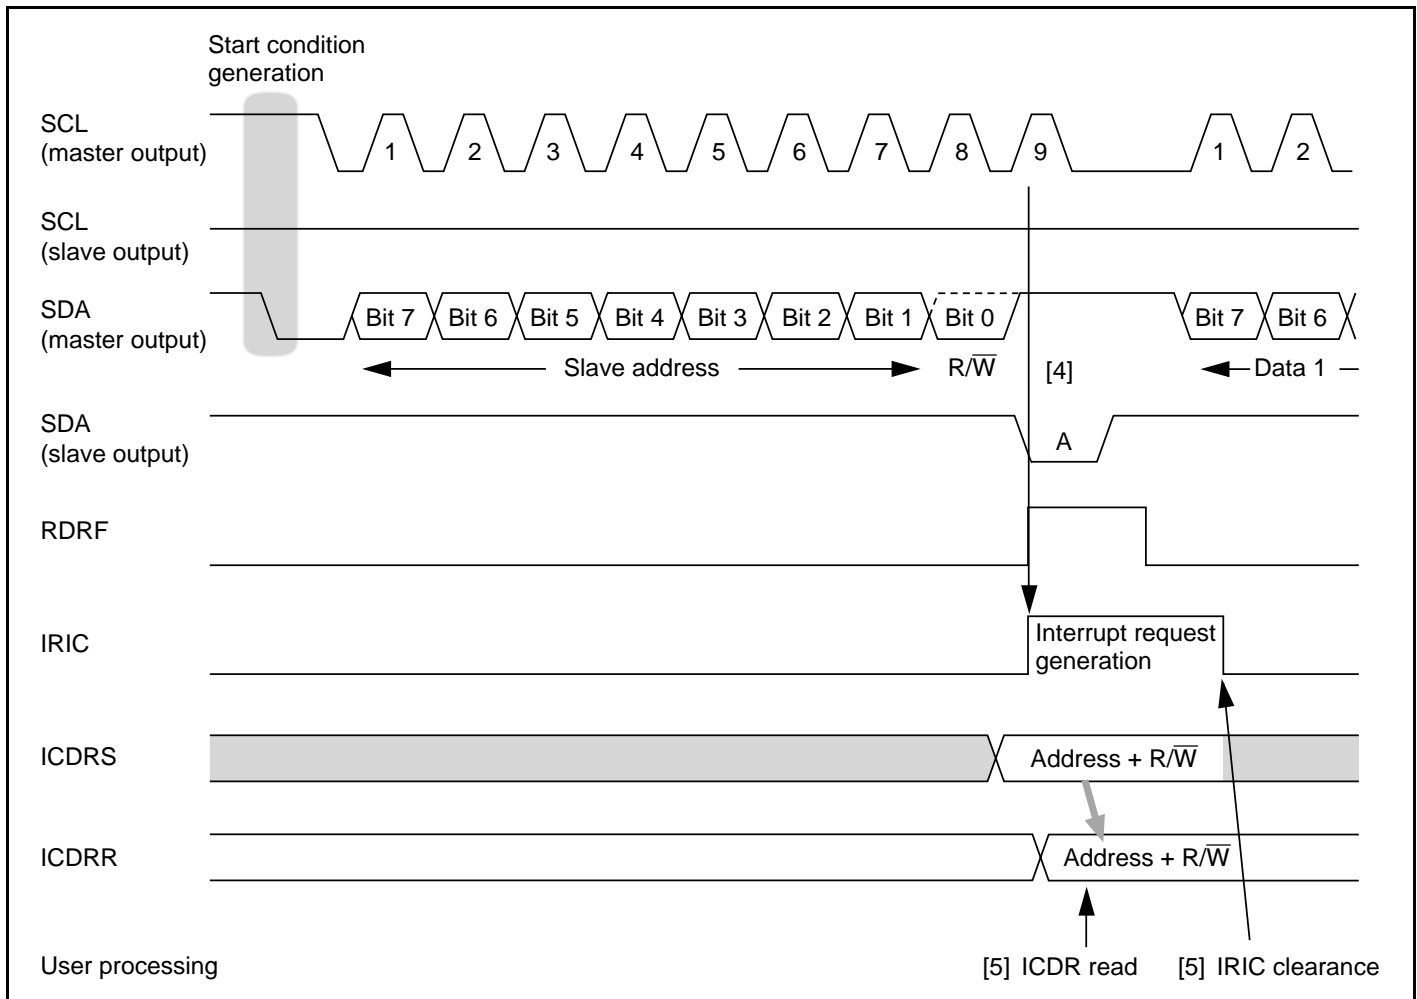 Start condition
generation
SCL
(master output)
1 2 3 4 5 6 7 8 9 1 2
SCL
(slave output)
SDA
(master output)
Bit 7 Bit 6 Bit 5 Bit 4 Bit 3 Bit 2 Bit 1 Bit 0 Bit 7 Bit 6
Slave address R/W̅ [4] Data 1
SDA
(slave output)
A
RDRF
IRIC
Interrupt request
generation
ICDRS
Address + R/W̅
ICDRR
Address + R/W̅
User processing
[5] ICDR read [5] IRIC clearance